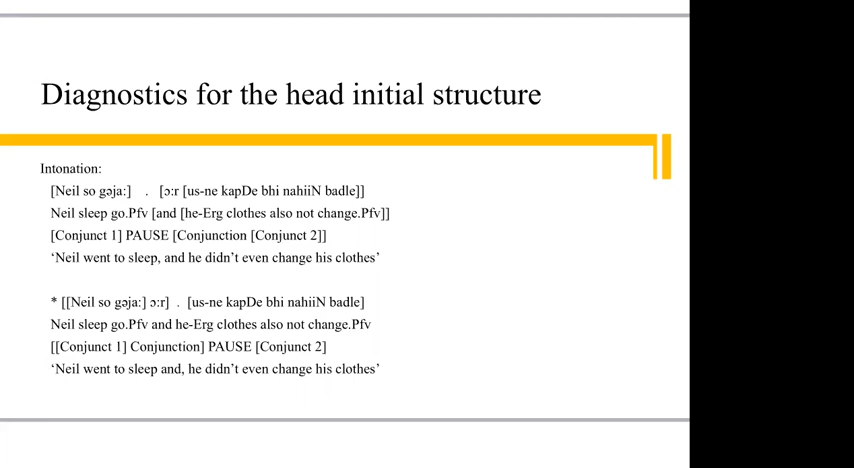 Diagnostics for the head initial structure
Intonation:
[Neil so gəja:] . [ɔ:r [us-ne kapDe bhi nahiiN badle]]
Neil sleep go.Pfv [and [he-Erg clothes also not change.Pfv]]
[Conjunct 1] PAUSE [Conjunction [Conjunct 2]]
‘Neil went to sleep, and he didn’t even change his clothes’
* [[Neil so gəja:] ɔ:r] . [us-ne kapDe bhi nahiiN badle]
Neil sleep go.Pfv and he-Erg clothes also not change.Pfv
[[Conjunct 1] Conjunction] PAUSE [Conjunct 2]
‘Neil went to sleep and, he didn’t even change his clothes’